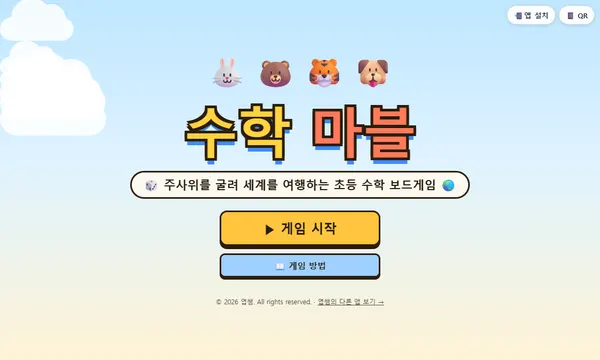 앱 설치
QR
수학 마블
주사위를 굴려 세계를 여행하는 초등 수학 보드게임
▶ 게임 시작
게임 방법
© 2026 앱쌤. All rights reserved. · 앱쌤의 다른 앱 보기 →